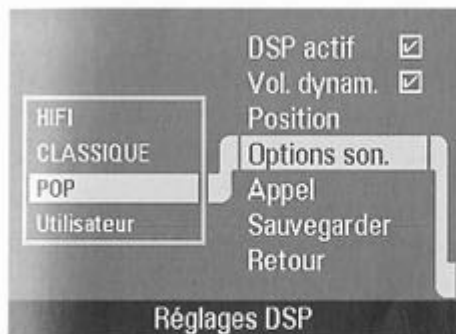 DSP actif
Vol. dynam.
Position
Options son.
Appel
Sauvegarder
Retour
HIFI
CLASSIQUE
POP
Utilisateur
Réglages DSP